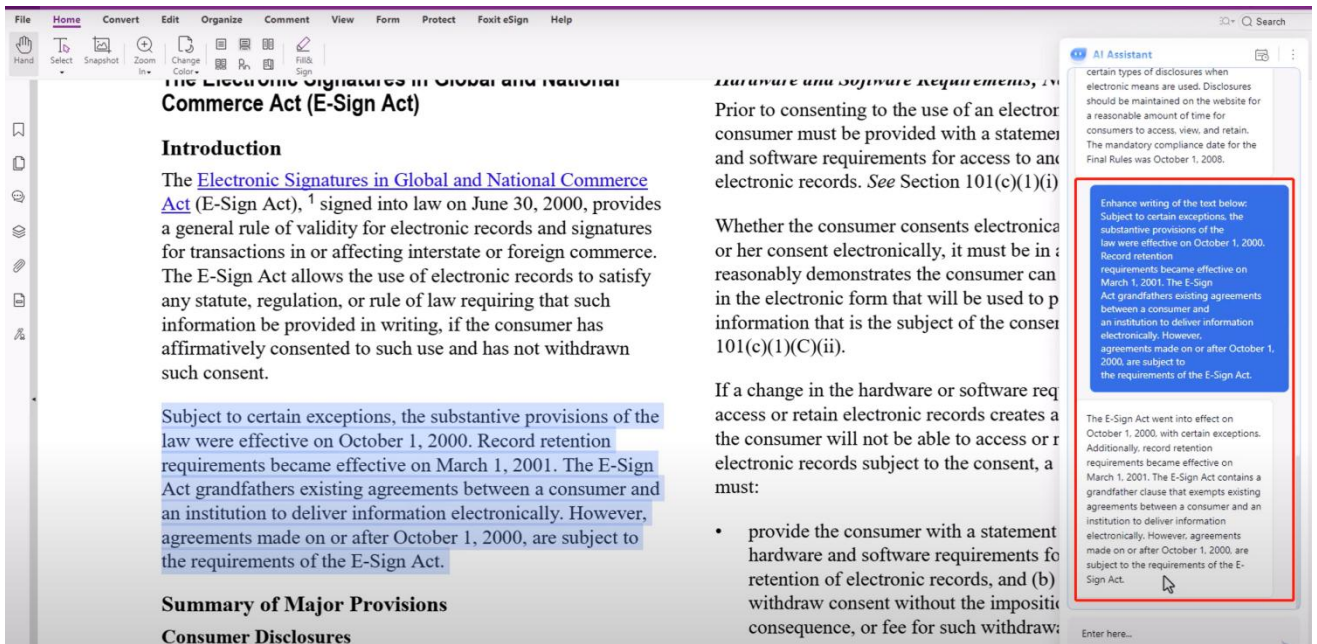 File Home Convert Edit Organize Comment View Form Protect Foxit eSign Help
Search
Hand Select Snapshot Zoom In Change Color Fill& Sign
The Electronic Signatures in Global and National
Commerce Act (E-Sign Act)
Introduction
The Electronic Signatures in Global and National Commerce
Act (E-Sign Act), 1 signed into law on June 30, 2000, provides
a general rule of validity for electronic records and signatures
for transactions in or affecting interstate or foreign commerce.
The E-Sign Act allows the use of electronic records to satisfy
any statute, regulation, or rule of law requiring that such
information be provided in writing, if the consumer has
affirmatively consented to such use and has not withdrawn
such consent.
Subject to certain exceptions, the substantive provisions of the
law were effective on October 1, 2000. Record retention
requirements became effective on March 1, 2001. The E-Sign
Act grandfathers existing agreements between a consumer and
an institution to deliver information electronically. However,
agreements made on or after October 1, 2000, are subject to
the requirements of the E-Sign Act.
Summary of Major Provisions
Consumer Disclosures
Hardware and Software Requirements,
Prior to consenting to the use of an
consumer must be provided with a
and software requirements for access to
electronic records. See Section 101(c)(1)(i)
Whether the consumer consents
or her consent electronically, it must be in
reasonably demonstrates the consumer can
in the electronic form that will be used to
information that is the subject of the
101(c)(1)(C)(ii).
If a change in the hardware or software
access or retain electronic records creates a
the consumer will not be able to access or
electronic records subject to the consent, a
must:
• provide the consumer with a statement
hardware and software requirements
retention of electronic records, and (b)
withdraw consent without the
consequence, or fee for such
AI Assistant
certain types of disclosures when
electronic means are used. Disclosures
should be maintained on the website for
a reasonable amount of time for
consumers to access, view, and retain.
The mandatory compliance date for the
Final Rules was October 1, 2008.
Enhance writing of the text below:
Subject to certain exceptions, the
substantive provisions of the
law were effective on October 1, 2000.
Record retention
requirements became effective on
March 1, 2001. The E-Sign
Act grandfathers existing agreements
between a consumer and
an institution to deliver information
electronically. However,
agreements made on or after October 1,
2000, are subject to
the requirements of the E-Sign Act.
The E-Sign Act went into effect on
October 1, 2000, with certain exceptions.
Additionally, record retention
requirements became effective on
March 1, 2001. The E-Sign Act contains a
grandfather clause that exempts existing
agreements between a consumer and an
institution to deliver information
electronically. However, agreements
made on or after October 1, 2000, are
subject to the requirements of the E-
Sign Act.
Enter here...